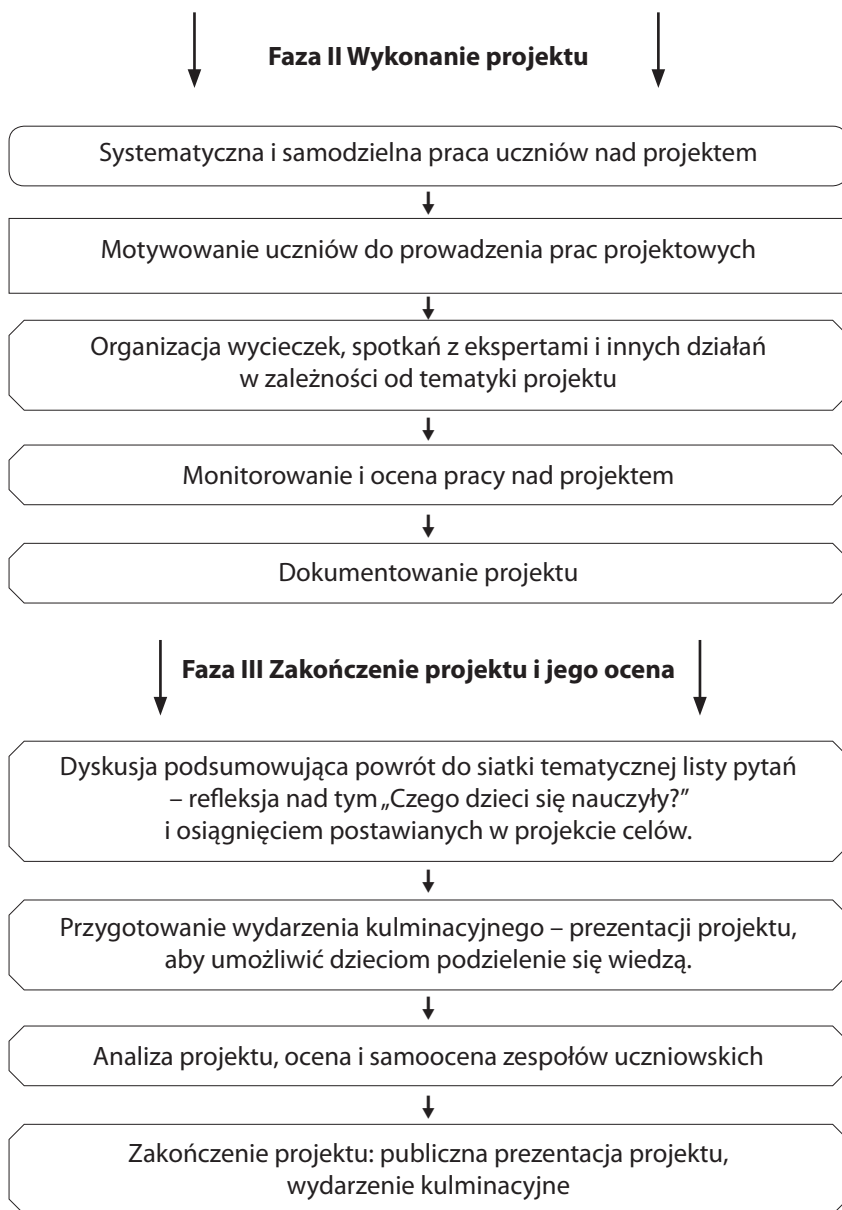 Faza II Wykonanie projektu
Systematyczna i samodzielna praca uczniów nad projektem
Motywowanie uczniów do prowadzenia prac projektowych
Organizacja wycieczek, spotkań z ekspertami i innych działań
w zależności od tematyki projektu
Monitorowanie i ocena pracy nad projektem
Dokumentowanie projektu
Faza III Zakończenie projektu i jego ocena
Dyskusja podsumowująca powrót do siatki tematycznej listy pytań
– refleksja nad tym „Czego dzieci się nauczyły?”
i osiągnięciem postawianych w projekcie celów.
Przygotowanie wydarzenia kulminacyjnego – prezentacji projektu,
aby umożliwić dzieciom podzielenie się wiedzą.
Analiza projektu, ocena i samoocena zespołów uczniowskich
Zakończenie projektu: publiczna prezentacja projektu,
wydarzenie kulminacyjne